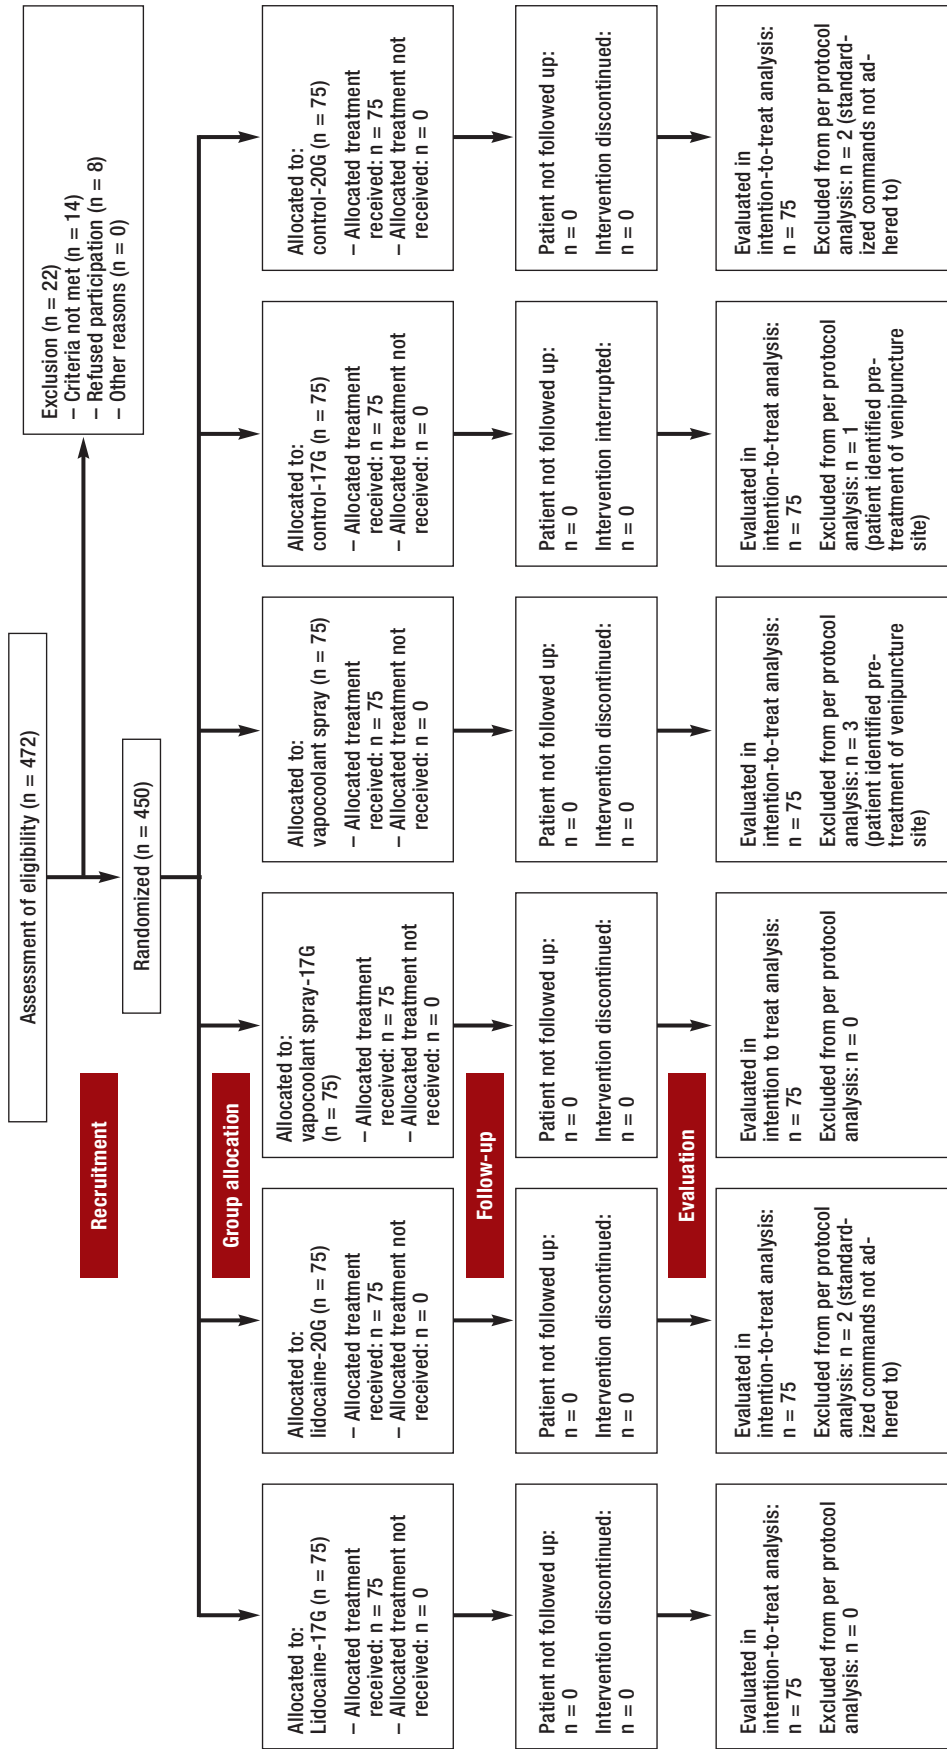 Assessment of eligibility (n = 472)
Exclusion (n = 22)
– Criteria not met (n = 14)
– Refused participation (n = 8)
– Other reasons (n = 0)
Recruitment
Randomized (n = 450)
Group allocation
Allocated to:
Lidocaine-17G (n = 75)
– Allocated treatment
received: n = 75
– Allocated treatment not
received: n = 0
Allocated to:
lidocaine-20G (n = 75)
– Allocated treatment
received: n = 75
– Allocated treatment not
received: n = 0
Allocated to:
vapocoolant spray-17G
(n = 75)
– Allocated treatment
received: n = 75
– Allocated treatment not
received: n = 0
Allocated to:
vapocoolant spray (n = 75)
– Allocated treatment
received: n = 75
– Allocated treatment not
received: n = 0
Allocated to:
control-17G (n = 75)
– Allocated treatment
received: n = 75
– Allocated treatment not
received: n = 0
Allocated to:
control-20G (n = 75)
– Allocated treatment
received: n = 75
– Allocated treatment not
received: n = 0
Follow-up
Patient not followed up:
n = 0
Intervention discontinued:
n = 0
Patient not followed up:
n = 0
Intervention discontinued:
n = 0
Patient not followed up:
n = 0
Intervention discontinued:
n = 0
Patient not followed up:
n = 0
Intervention discontinued:
n = 0
Patient not followed up:
n = 0
Intervention interrupted:
n = 0
Patient not followed up:
n = 0
Intervention discontinued:
n = 0
Evaluation
Evaluated in
intention-to-treat analysis:
n = 75
Excluded from per protocol
analysis: n = 0
Evaluated in
intention-to-treat analysis:
n = 75
Excluded from per protocol
analysis: n = 2 (standard-
ized commands not ad-
hered to)
Evaluated in
intention to treat analysis:
n = 75
Excluded from per protocol
analysis: n = 0
Evaluated in
intention-to-treat analysis:
n = 75
Excluded from per protocol
analysis: n = 3
(patient identified pre-
treatment of venipuncture
site)
Evaluated in
intention-to-treat analysis:
n = 75
Excluded from per protocol
analysis: n = 1
(patient identified pre-
treatment of venipuncture
site)
Evaluated in
intention-to-treat analysis:
n = 75
Excluded from per protocol
analysis: n = 2 (standard-
ized commands not ad-
hered to)